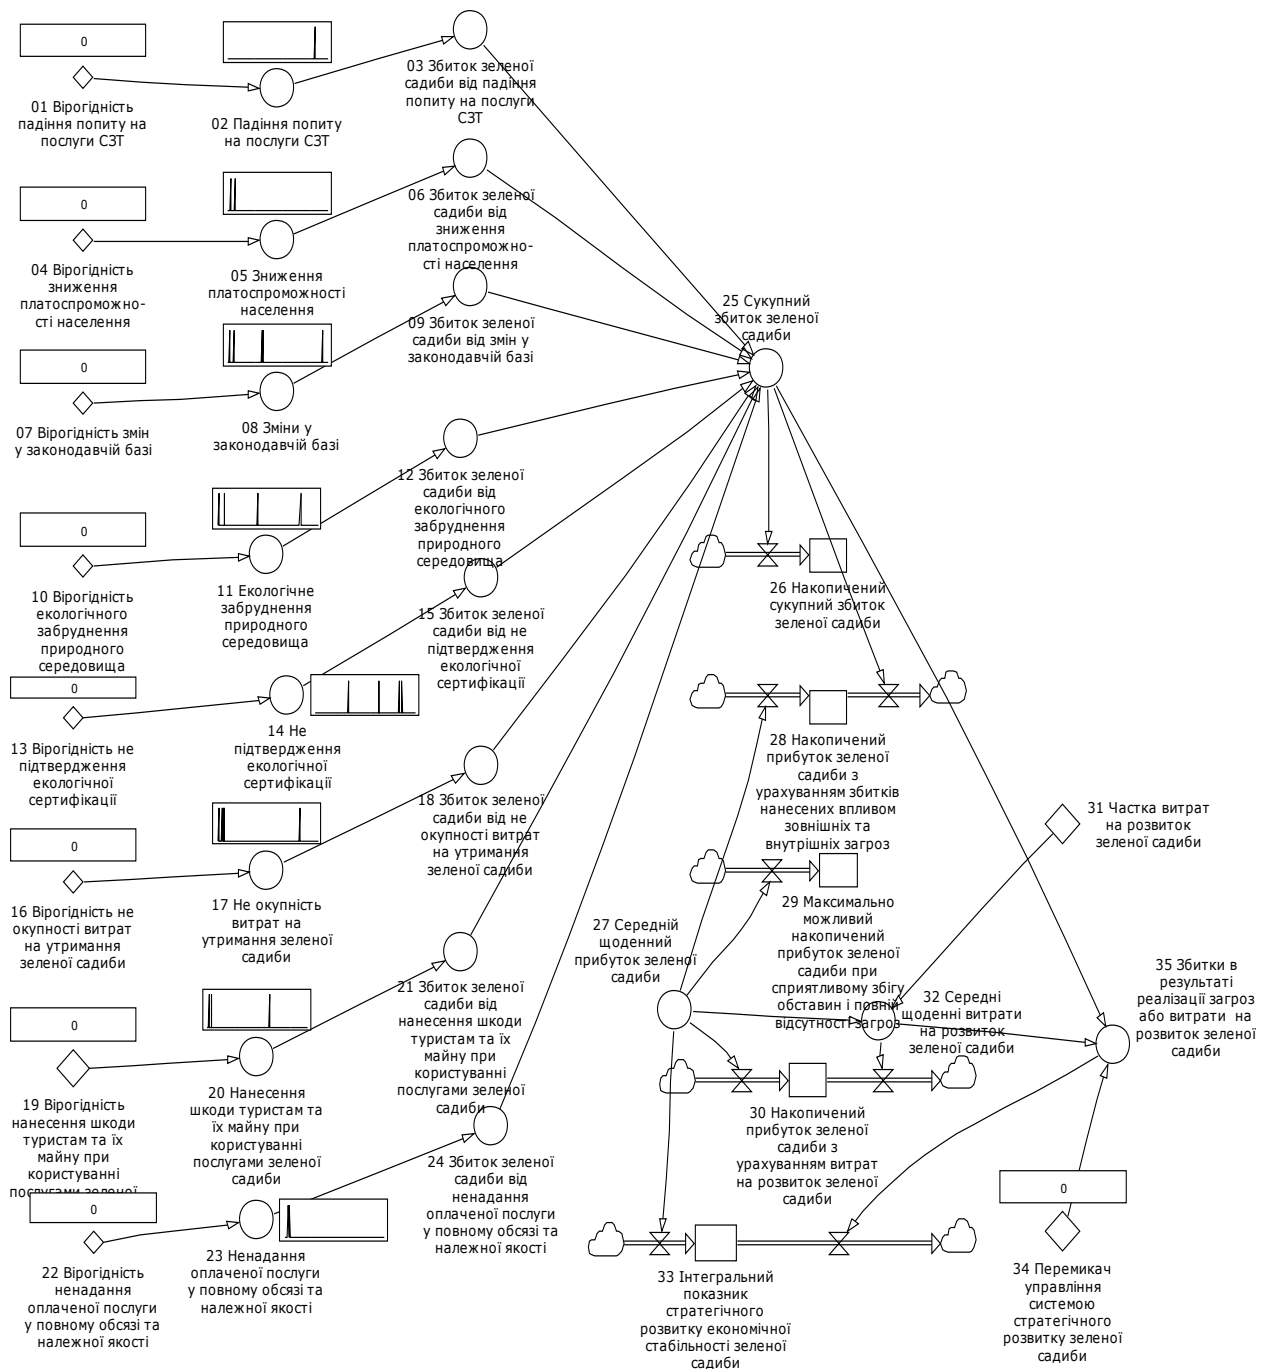 0
01 Вірогідність
падіння попиту на
послуги СЗТ
02 Падіння попиту
на послуги СЗТ
03 Збиток зеленої
садиби від падіння
попиту на послуги
СЗТ
0
04 Вірогідність
зниження
платоспроможно-
сті населення
05 Зниження
платоспроможності
населення
06 Збиток зеленої
садиби від
зниження
платоспроможно-
сті населення
0
07 Вірогідність змін
у законодавчій базі
08 Зміни у
законодавчій базі
09 Збиток зеленої
садиби від змін у
законодавчій базі
0
10 Вірогідність
екологічного
забруднення
природного
середовища
11 Екологічне
забруднення
природного
середовища
12 Збиток зеленої
садиби від
екологічного
забруднення
природного
середовища
0
13 Вірогідність не
підтвердження
екологічної
сертифікації
14 Не
підтвердження
екологічної
сертифікації
15 Збиток зеленої
садиби від не
підтвердження
екологічної
сертифікації
0
16 Вірогідність не
окупності витрат
на утримання
зеленої садиби
17 Не окупність
витрат на
утримання зеленої
садиби
18 Збиток зеленої
садиби від не
окупності витрат
на утримання
зеленої садиби
0
19 Вірогідність
нанесення шкоди
туристам та їх
майну при
користуванні
послугами зеленої
20 Нанесення
шкоди туристам та
їх майну при
користуванні
послугами зеленої
садиби
21 Збиток зеленої
садиби від
нанесення шкоди
туристам та їх
майну при
користуванні
послугами зеленої
садиби
0
22 Вірогідність
ненадання
оплаченої послуги
у повному обсязі та
належної якості
23 Ненадання
оплаченої послуги
у повному обсязі та
належної якості
24 Збиток зеленої
садиби від
ненадання
оплаченої послуги
у повному обсязі та
належної якості
25 Сукупний
збиток зеленої
садиби
26 Накопичений
сукупний збиток
зеленої садиби
27 Середній
щоденний
прибуток зеленої
садиби
28 Накопичений
прибуток зеленої
садиби з
урахуванням збитків
нанесених впливом
зовнішніх та
внутрішніх загроз
29 Максимально
можливий
накопичений
прибуток зеленої
садиби при
сприятливому збігу
обставин і повній
відсутності загроз
30 Накопичений
прибуток зеленої
садиби з
урахуванням витрат
на розвиток зеленої
садиби
31 Частка витрат
на розвиток
зеленої садиби
32 Середні
щоденні витрати
на розвиток
зеленої садиби
33 Інтегральний
показник
стратегічного
розвитку економічної
стабільності зеленої
садиби
0
34 Перемикач
управління
системою
стратегічного
розвитку зеленої
садиби
35 Збитки в
результаті
реалізації загроз
або витрати на
розвиток зеленої
садиби